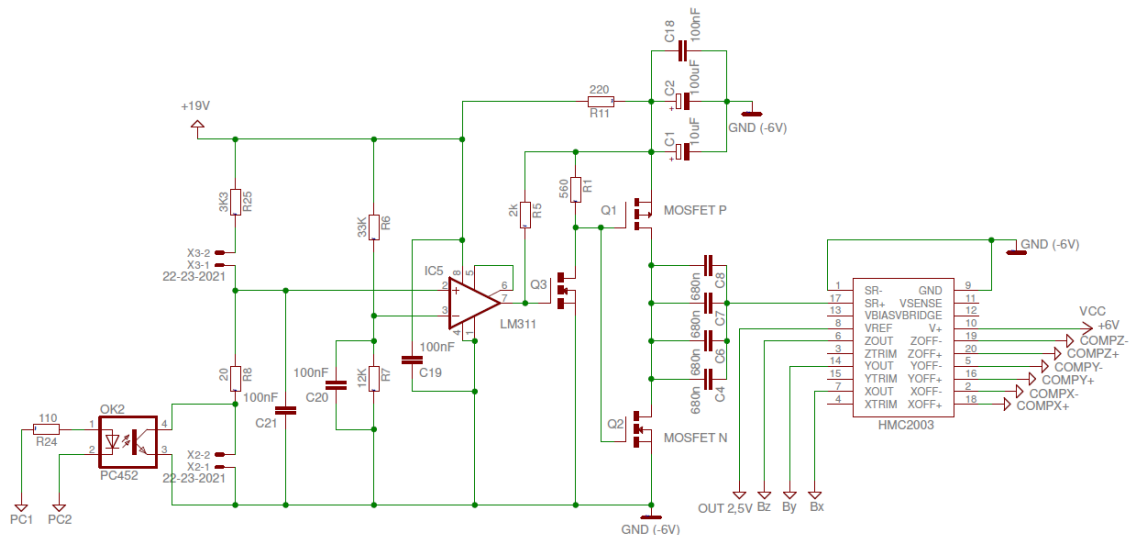 C18
100nF
C2
100uF
C1
10uF
GND (-6V)
220
R11
+19V
3K3
R25
33K
R6
2k
R5
560
R1
Q1
MOSFET P
X3-2
X3-1
22-23-2021
IC5
8
5
2
+
6
7
3
-
4
1
LM311
Q3
680n
C8
680n
C7
680n
C6
680n
C4
GND (-6V)
1
SR-
GND
9
17
SR+
VSENSE
11
13
VBIAS
VBRIDGE
12
8
VREF
V+
10
6
ZOUT
ZOFF-
19
3
ZTRIM
ZOFF+
20
14
YOUT
YOFF-
5
15
YTRIM
YOFF+
16
7
XOUT
XOFF-
2
4
XTRIM
XOFF+
18
HMC2003
VCC
+6V
COMPZ-
COMPZ+
COMPY-
COMPY+
COMPX-
COMPX+
20
R8
100nF
C21
100nF
C20
12K
R7
100nF
C19
110
R24
OK2
1
4
2
3
PC452
X2-2
X2-1
22-23-2021
Q2
MOSFET N
PC1
PC2
GND (-6V)
OUT 2,5V
Bz
By
Bx